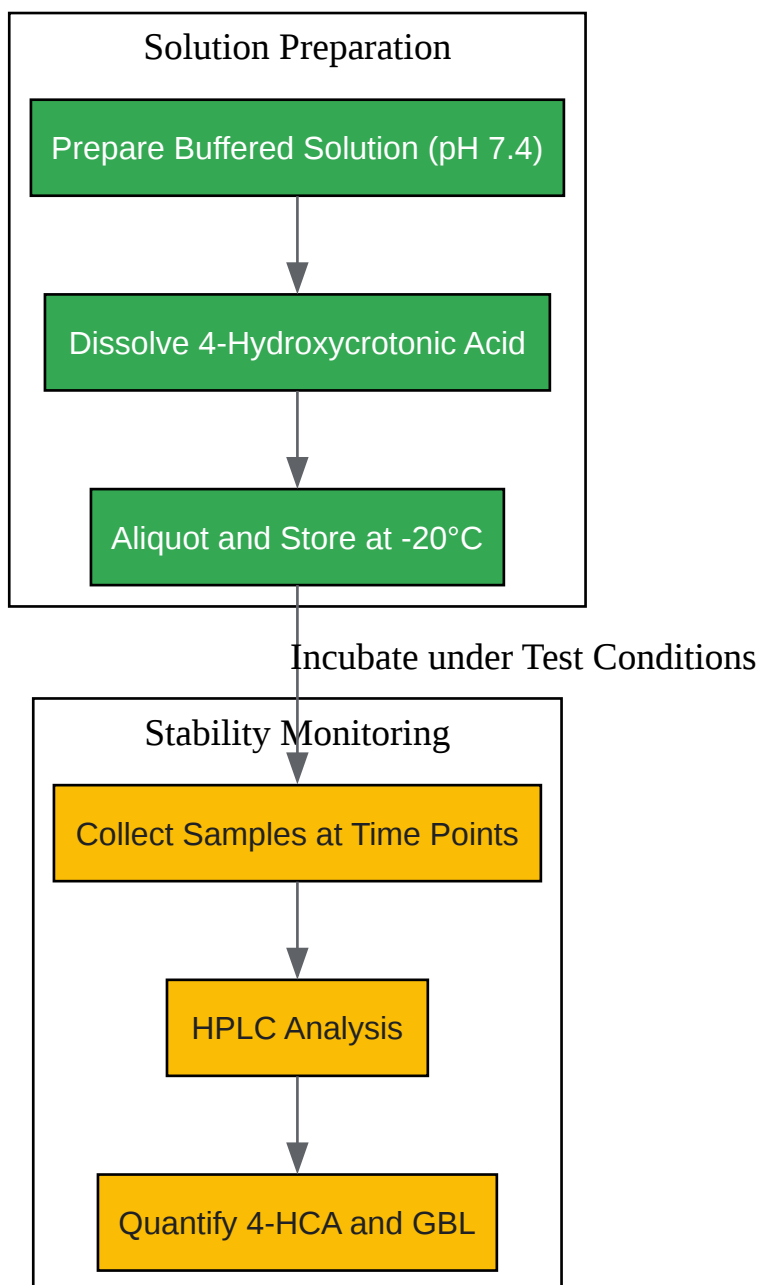 Solution Preparation
Prepare Buffered Solution (pH 7.4)
Dissolve 4-Hydroxycrotonic Acid
Aliquot and Store at -20°C
Incubate under Test Conditions
Stability Monitoring
Collect Samples at Time Points
HPLC Analysis
Quantify 4-HCA and GBL